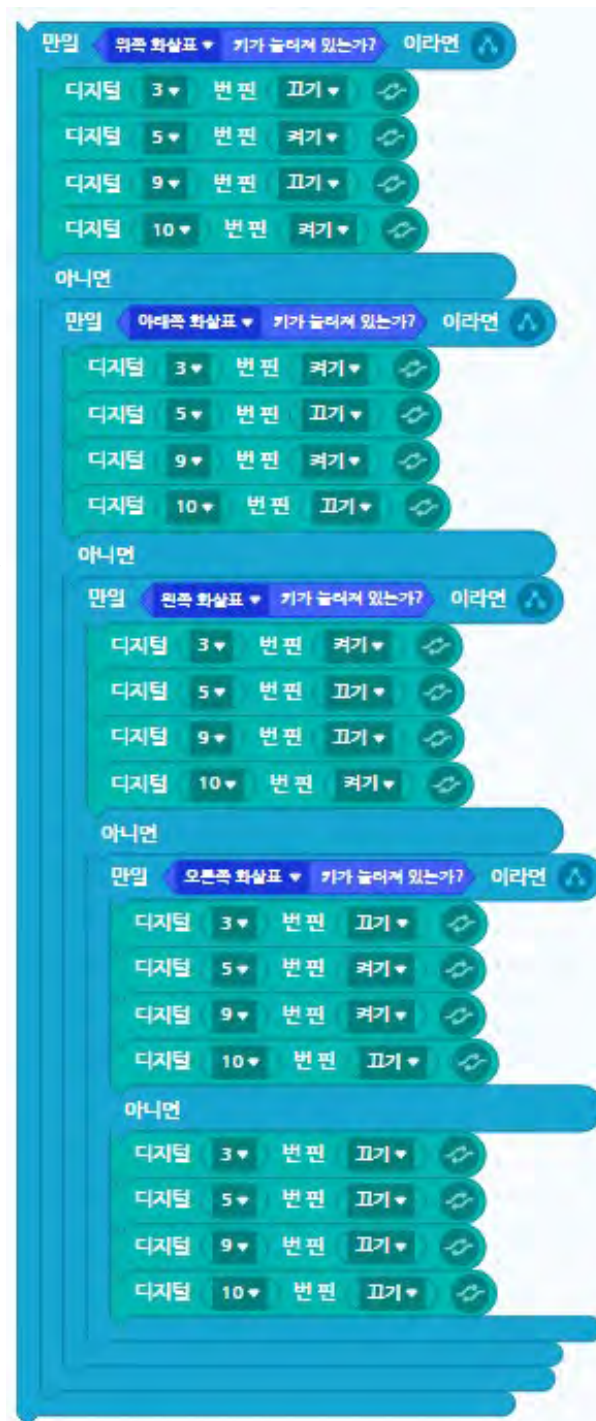 만일 위쪽 화살표 키가 눌러져 있는가? 이라면
디지털 3 번 핀 끄기
디지털 5 번 핀 켜기
디지털 9 번 핀 끄기
디지털 10 번 핀 켜기
아니면
만일 아래쪽 화살표 키가 눌러져 있는가? 이라면
디지털 3 번 핀 켜기
디지털 5 번 핀 끄기
디지털 9 번 핀 켜기
디지털 10 번 핀 끄기
아니면
만일 왼쪽 화살표 키가 눌러져 있는가? 이라면
디지털 3 번 핀 켜기
디지털 5 번 핀 끄기
디지털 9 번 핀 끄기
디지털 10 번 핀 켜기
아니면
만일 오른쪽 화살표 키가 눌러져 있는가? 이라면
디지털 3 번 핀 끄기
디지털 5 번 핀 켜기
디지털 9 번 핀 켜기
디지털 10 번 핀 끄기
아니면
디지털 3 번 핀 끄기
디지털 5 번 핀 끄기
디지털 9 번 핀 끄기
디지털 10 번 핀 끄기